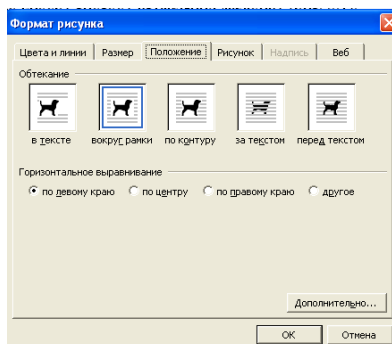 Формат рисунка
Цвета и линии Размер Положение Рисунок Надпись Веб
Обтекание
в тексте вокруг рамки по контуру за текстом перед текстом
Горизонтальное выравнивание
по левому краю по центру по правому краю другое
Дополнительно...
ОК Отмена